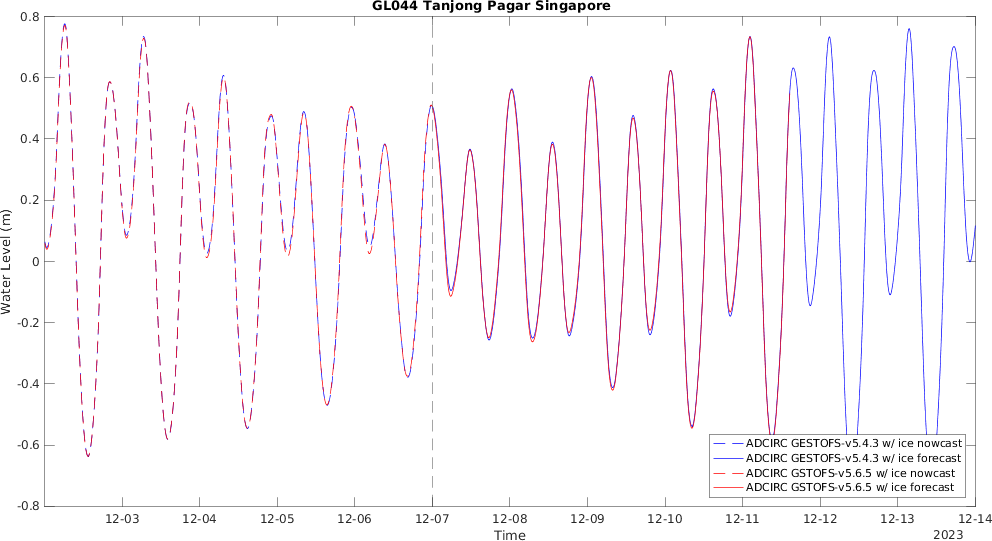 GL044 Tanjong Pagar Singapore
0.8
0.6
0.4
0.2
0
-0.2
-0.4
-0.6
-0.8
Water Level (m)
ADCIRC GESTOFS-v5.4.3 w/ ice nowcast
ADCIRC GESTOFS-v5.4.3 w/ ice forecast
ADCIRC GSTOFS-v5.6.5 w/ ice nowcast
ADCIRC GSTOFS-v5.6.5 w/ ice forecast
12-03 12-04 12-05 12-06 12-07 12-08 12-09 12-10 12-11 12-12 12-13 12-14
Time
2023